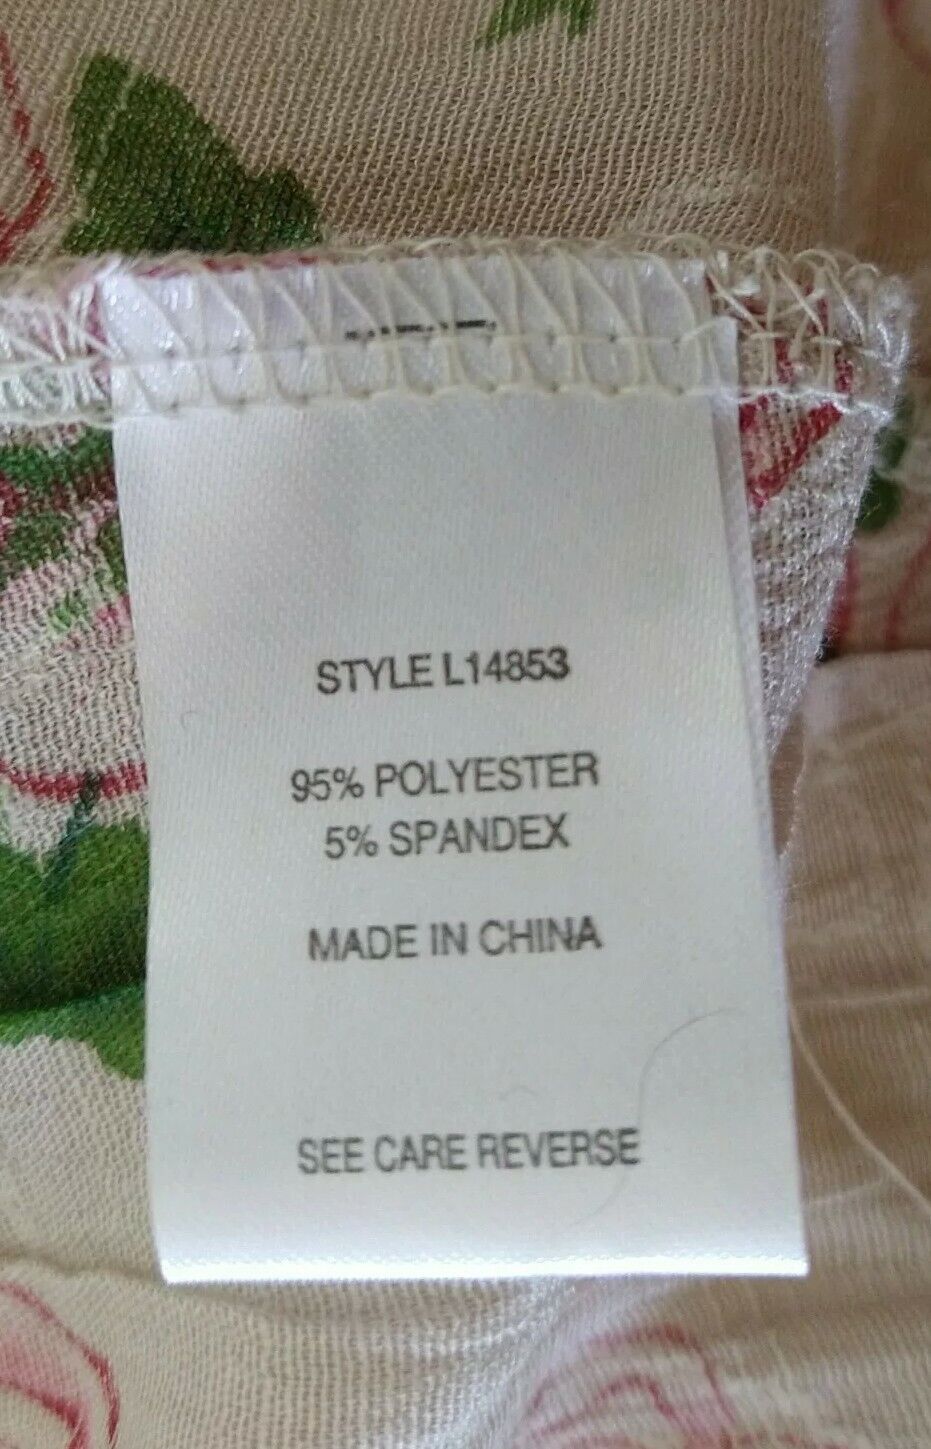 STYLE L14853
95% POLYESTER
5% SPANDEX
MADE IN CHINA
SEE CARE REVERSE